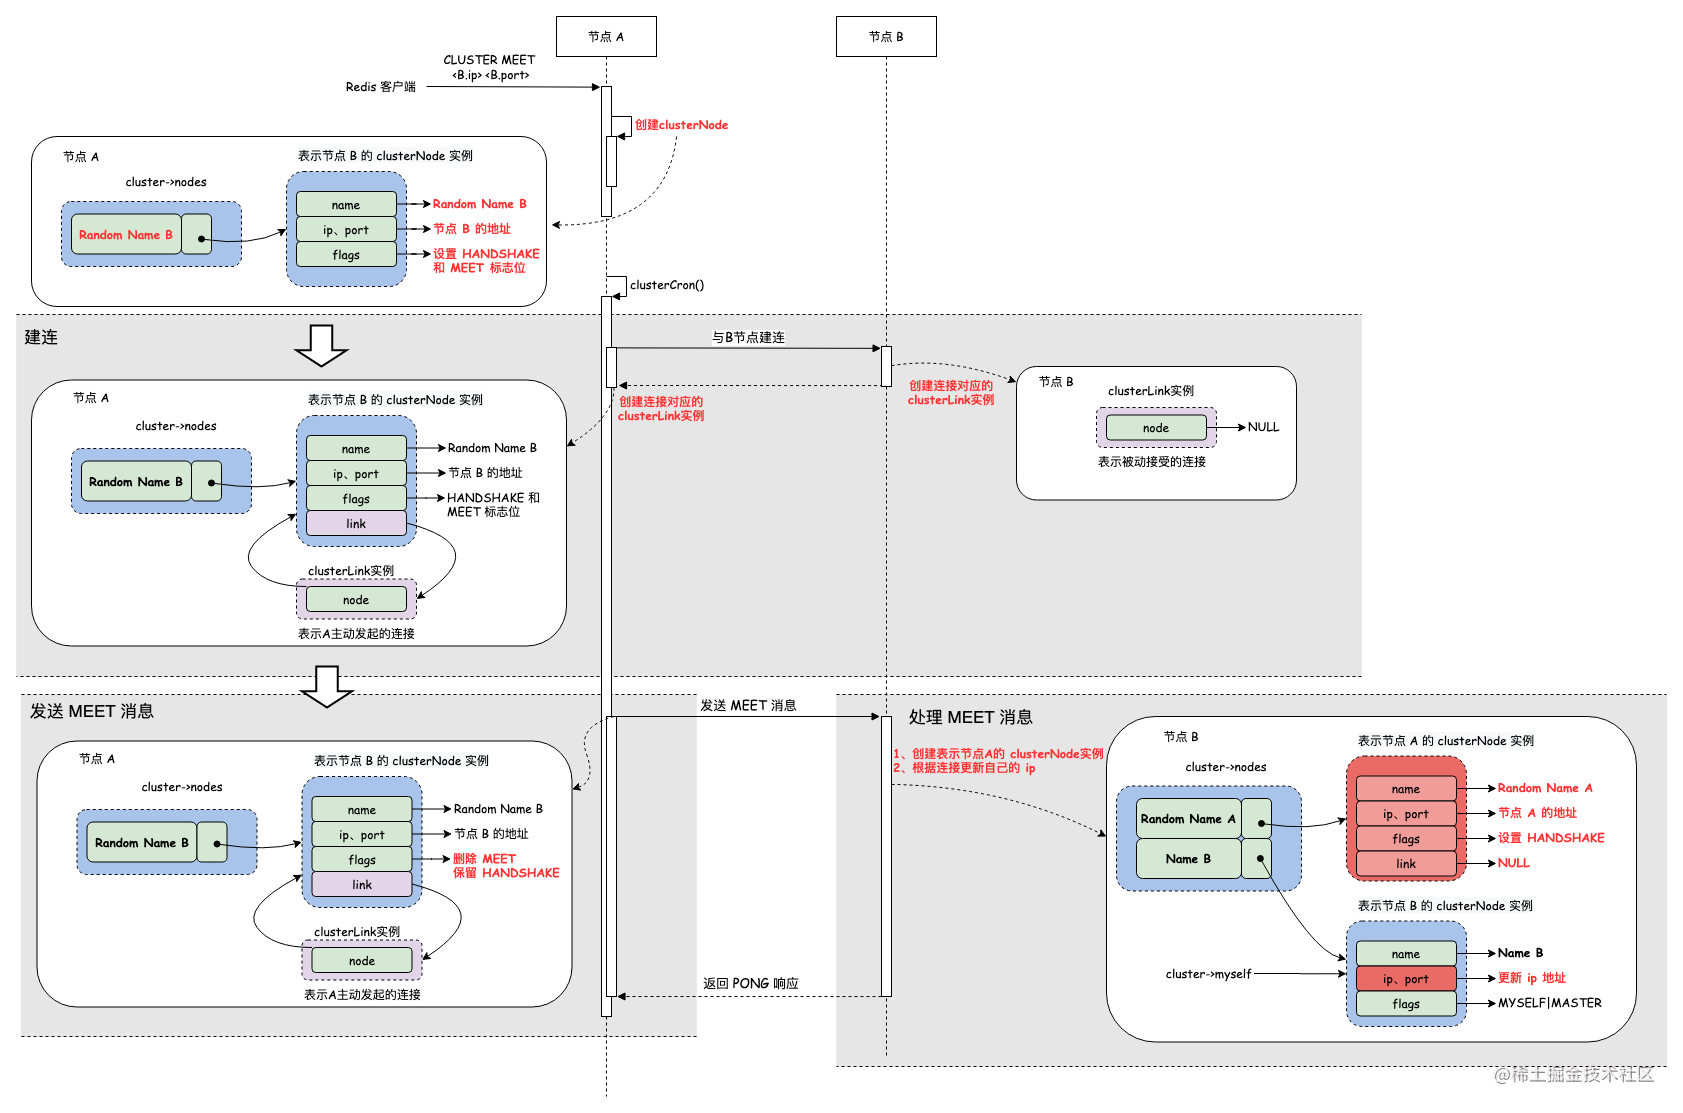 节点 A
节点 B
CLUSTER MEET
<B.ip> <B.port>
Redis 客户端
创建clusterNode
节点 A
表示节点 B 的 clusterNode 实例
cluster->nodes
Random Name B
name
Random Name B
ip、port
节点 B 的地址
flags
设置 HANDSHAKE
和 MEET 标志位
clusterCron()
建连
与B节点建连
创建连接对应的
clusterLink实例
创建连接对应的
clusterLink实例
节点 B
clusterLink实例
node
NULL
表示被动接受的连接
节点 A
表示节点 B 的 clusterNode 实例
cluster->nodes
Random Name B
name
Random Name B
ip、port
节点 B 的地址
flags
HANDSHAKE 和
MEET 标志位
link
clusterLink实例
node
表示A主动发起的连接
发送 MEET 消息
发送 MEET 消息
处理 MEET 消息
节点 A
表示节点 B 的 clusterNode 实例
cluster->nodes
Random Name B
name
Random Name B
ip、port
节点 B 的地址
flags
删除 MEET
保留 HANDSHAKE
link
clusterLink实例
node
表示A主动发起的连接
返回 PONG 响应
1、创建表示节点A的 clusterNode实例
2、根据连接更新自己的 ip
节点 B
表示节点 A 的 clusterNode 实例
cluster->nodes
Random Name A
Name B
name
Random Name A
ip、port
节点 A 的地址
flags
设置 HANDSHAKE
link
NULL
表示节点 B 的 clusterNode 实例
cluster->myself
name
Name B
ip、port
更新 ip 地址
flags
MYSELF|MASTER
@稀土掘金技术社区